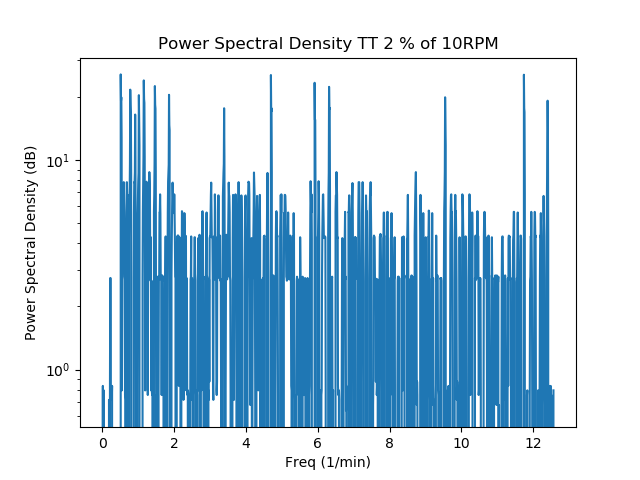 Power Spectral Density TT 2 % of 10RPM
Power Spectral Density (dB)
10¹
10⁰
0 2 4 6 8 10 12
Freq (1/min)